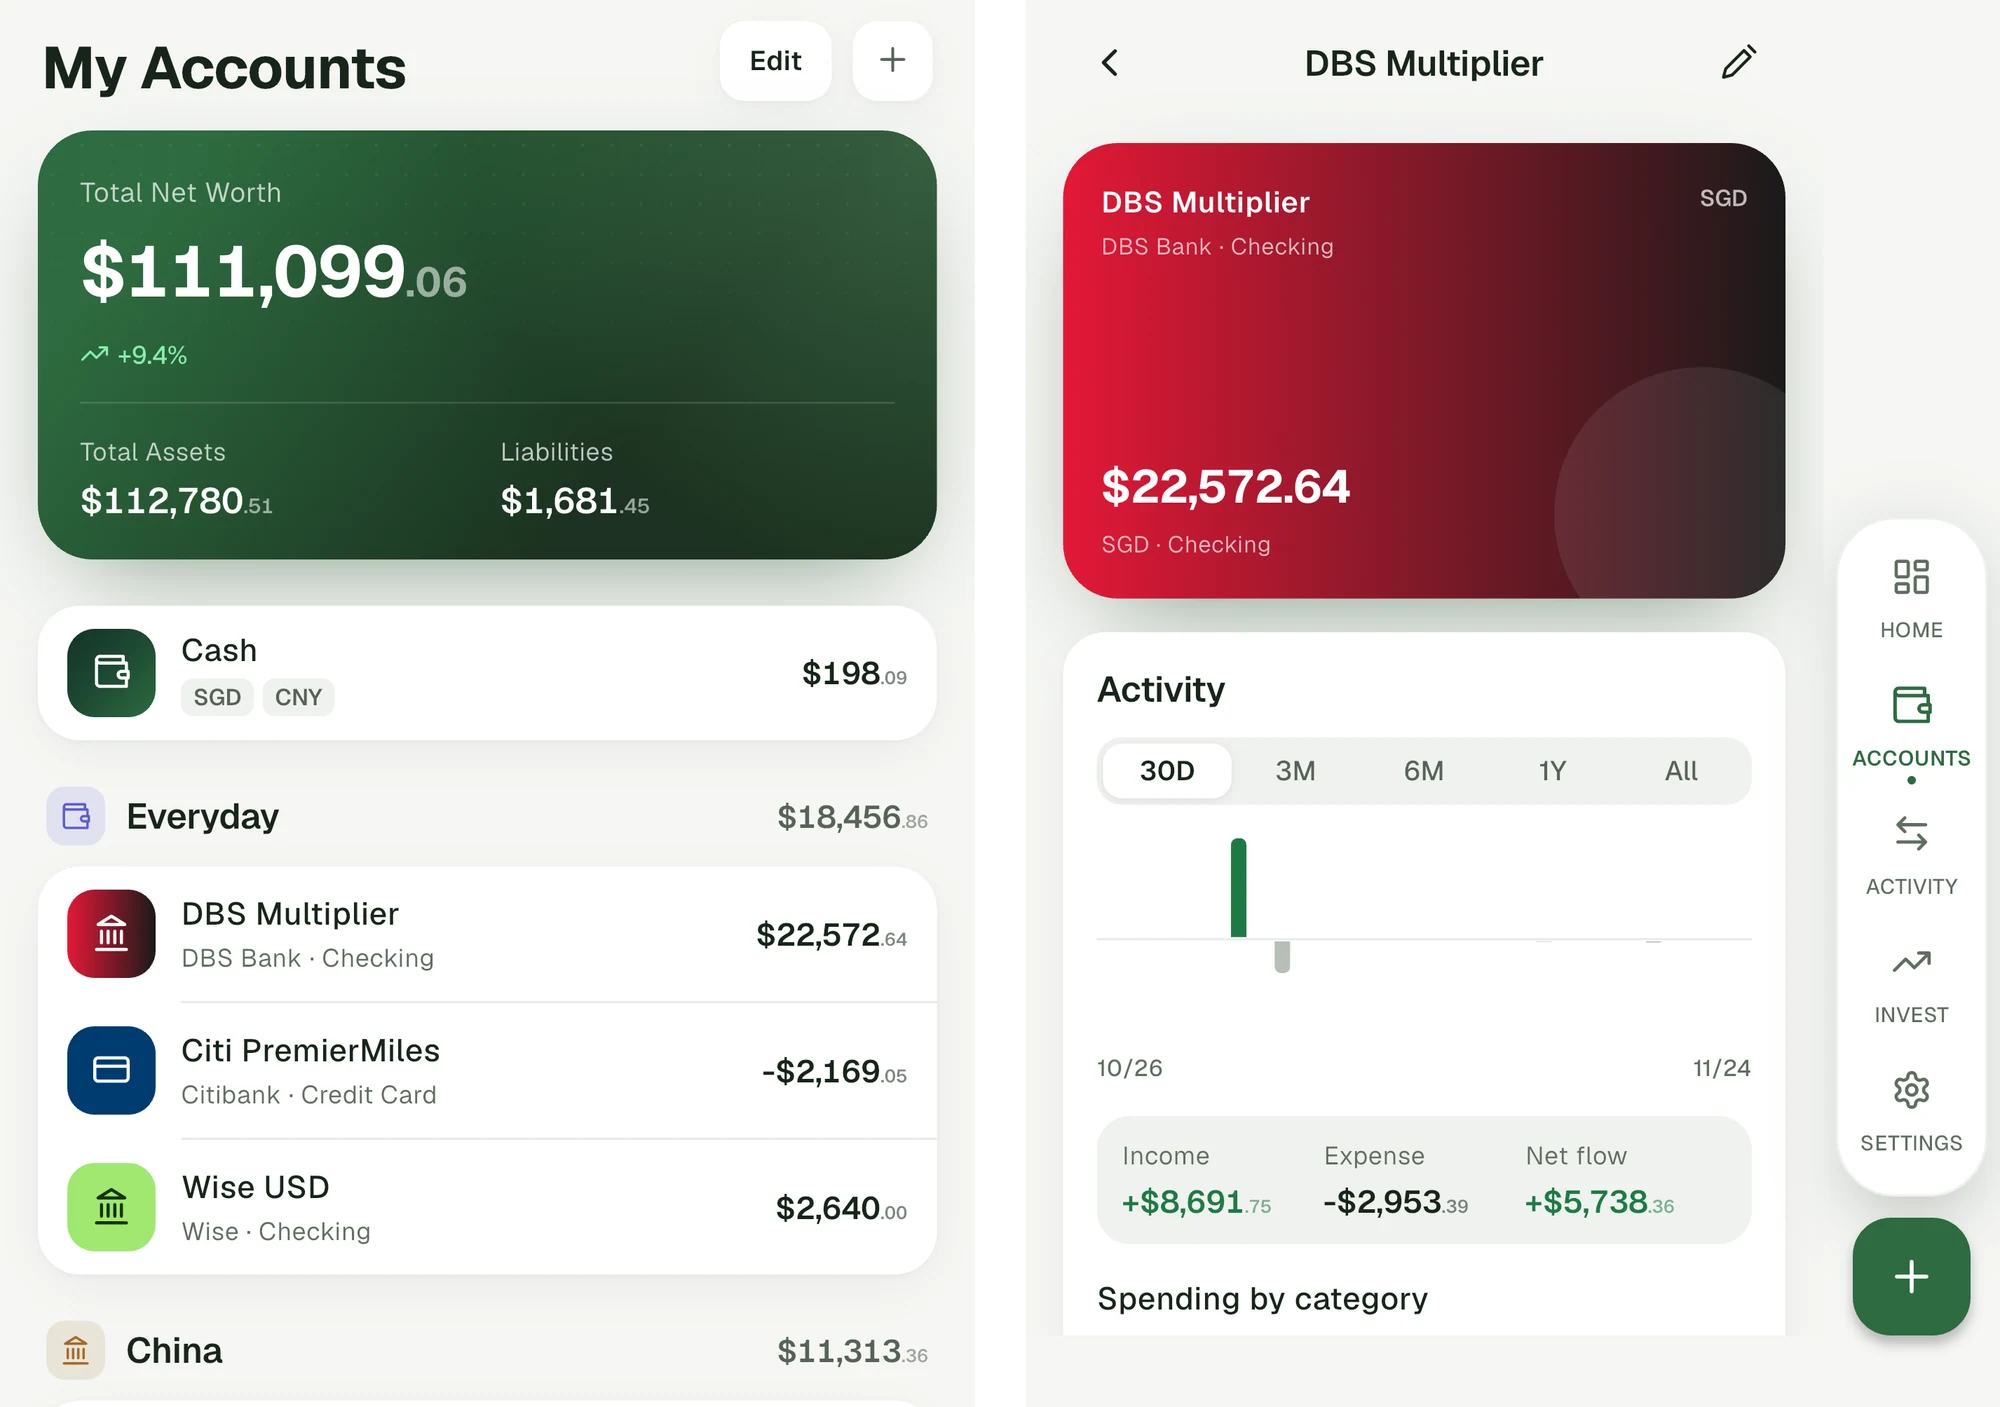 My Accounts
Edit
Total Net Worth
$111,099.06
+9.4%
Total Assets
Liabilities
$112,780.51
$1,681.45
Cash
SGD CNY
$198.09
Everyday
$18,456.86
DBS Multiplier
DBS Bank · Checking
$22,572.64
Citi PremierMiles
Citibank · Credit Card
-$2,169.05
Wise USD
Wise · Checking
$2,640.00
China
$11,313.36
DBS Multiplier
DBS Multiplier
SGD
DBS Bank · Checking
$22,572.64
SGD · Checking
Activity
30D 3M 6M 1Y All
10/26 11/24
Income Expense Net flow
+$8,691.75 -$2,953.39 +$5,738.36
Spending by category
HOME
ACCOUNTS
ACTIVITY
INVEST
SETTINGS